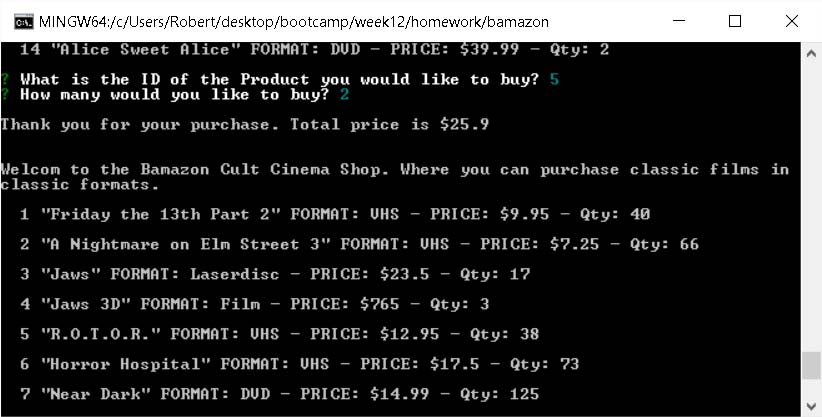 MINGW64:/c/Users/Robert/desktop/bootcamp/week12/homework/bamazon
14 "Alice Sweet Alice" FORMAT: DVD - PRICE: $39.99 - Qty: 2
? What is the ID of the Product you would like to buy? 5
? How many would you like to buy? 2
Thank you for your purchase. Total price is $25.9
Welcom to the Bamazon Cult Cinema Shop. Where you can purchase classic films in
classic formats.
1 "Friday the 13th Part 2" FORMAT: VHS - PRICE: $9.95 - Qty: 40
2 "A Nightmare on Elm Street 3" FORMAT: VHS - PRICE: $7.25 - Qty: 66
3 "Jaws" FORMAT: Laserdisc - PRICE: $23.5 - Qty: 17
4 "Jaws 3D" FORMAT: Film - PRICE: $765 - Qty: 3
5 "R.O.T.O.R." FORMAT: VHS - PRICE: $12.95 - Qty: 38
6 "Horror Hospital" FORMAT: VHS - PRICE: $17.5 - Qty: 73
7 "Near Dark" FORMAT: DVD - PRICE: $14.99 - Qty: 125